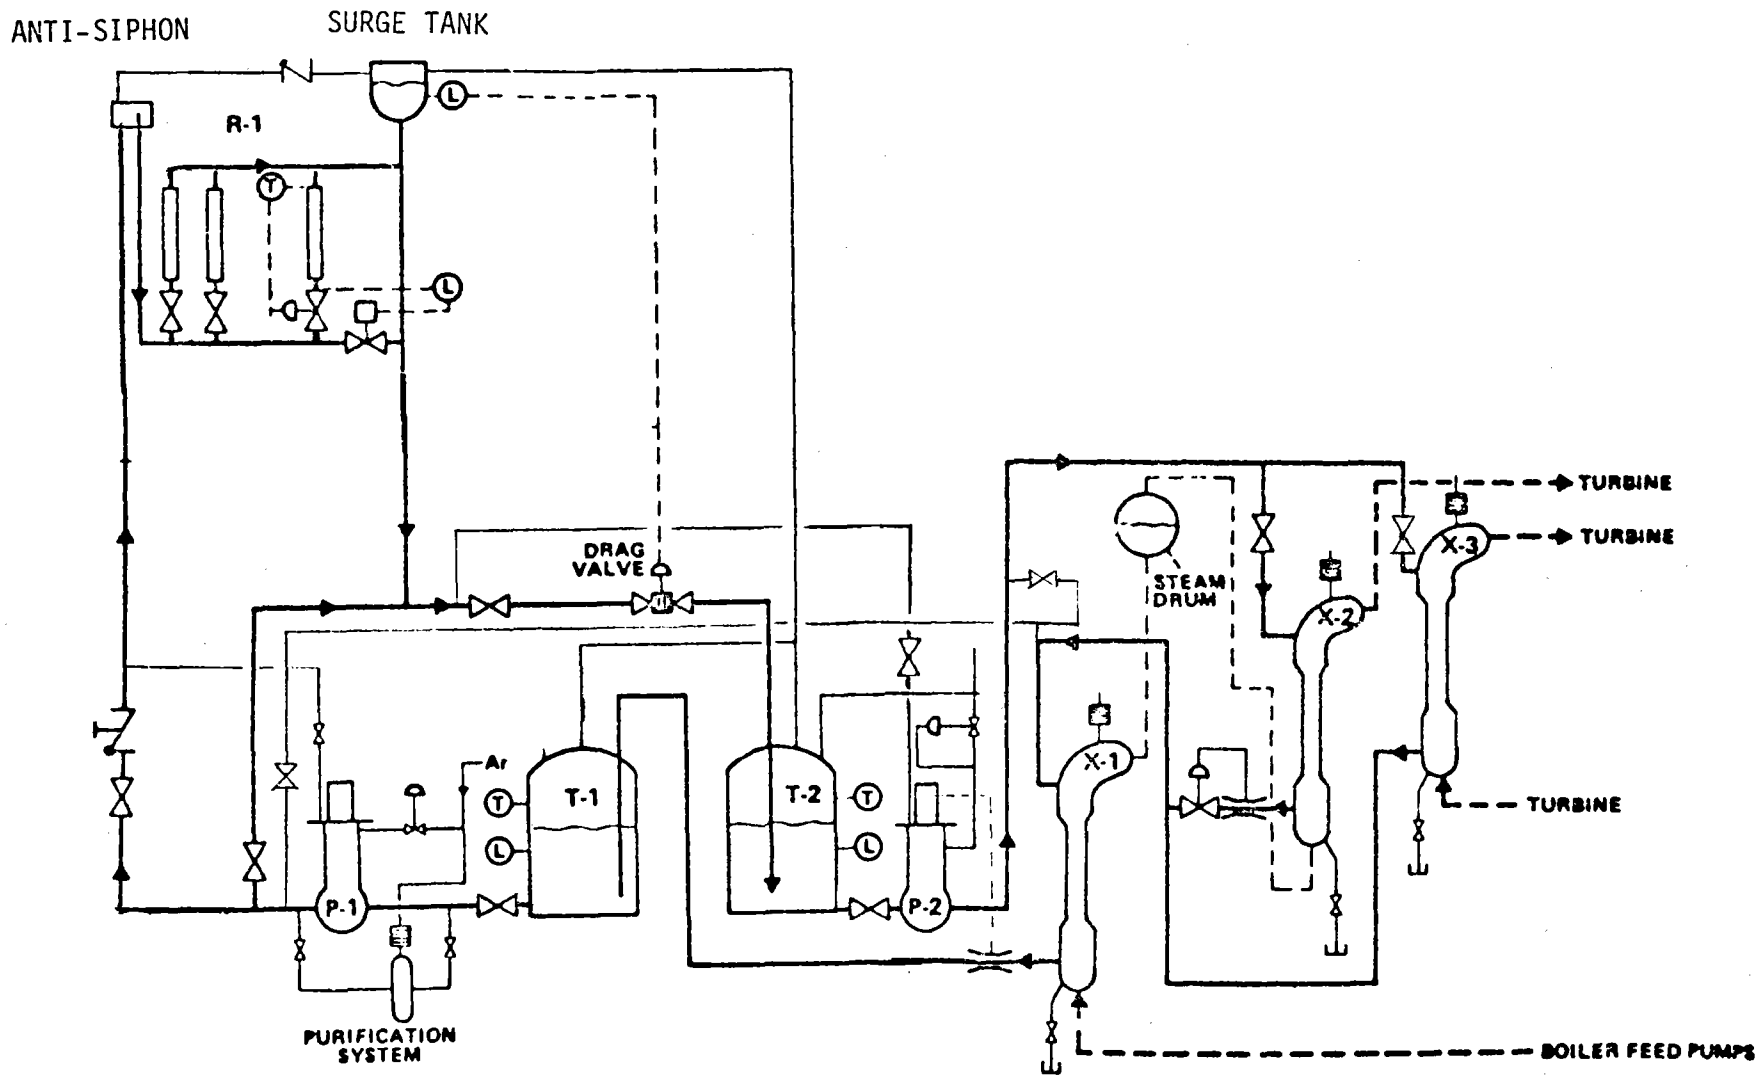 ANTI-SIPHON
SURGE TANK
L
R-1
T
L
DRAG
VALVE
STEAM
DRUM
TURBINE
TURBINE
X-3
X-2
X-1
Ar
T
T-1
L
T-2
T
L
P-1
P-2
TURBINE
PURIFICATION
SYSTEM
BOILER FEED PUMPS